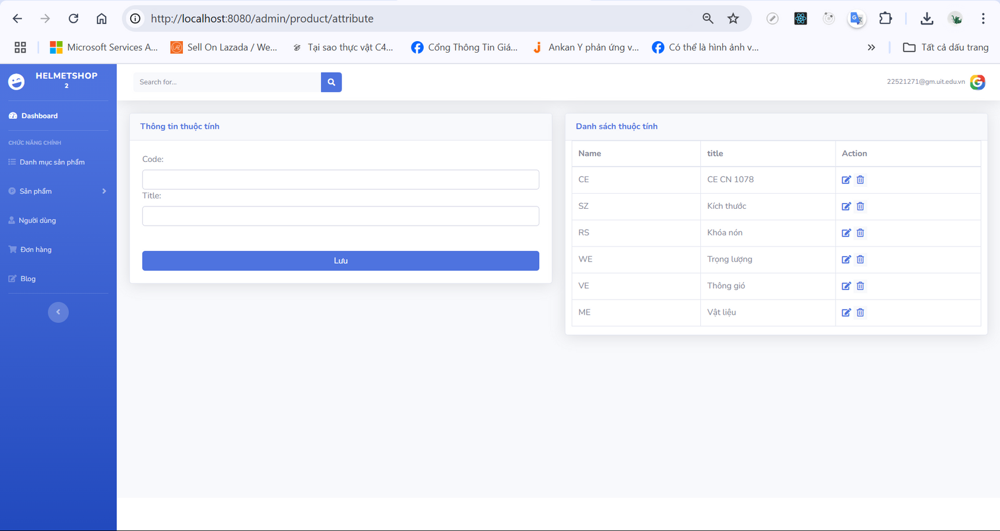 http://localhost:8080/admin/product/attribute
Microsoft Services A...
Sell On Lazada / We...
Tại sao thực vật C4...
Cổng Thông Tin Giá...
Ankan Y phản ứng v...
Có thể là hình ảnh v...
Tất cả dấu trang
HELMETSHOP
2
Search for...
22521271@gm.uit.edu.vn
Dashboard
CHỨC NĂNG CHÍNH
Danh mục sản phẩm
Sản phẩm
Người dùng
Đơn hàng
Blog
Thông tin thuộc tính
Code:
Title:
Lưu
Danh sách thuộc tính
Name title Action
CE CE CN 1078
SZ Kích thước
RS Khóa nón
WE Trọng lượng
VE Thông gió
ME Vật liệu